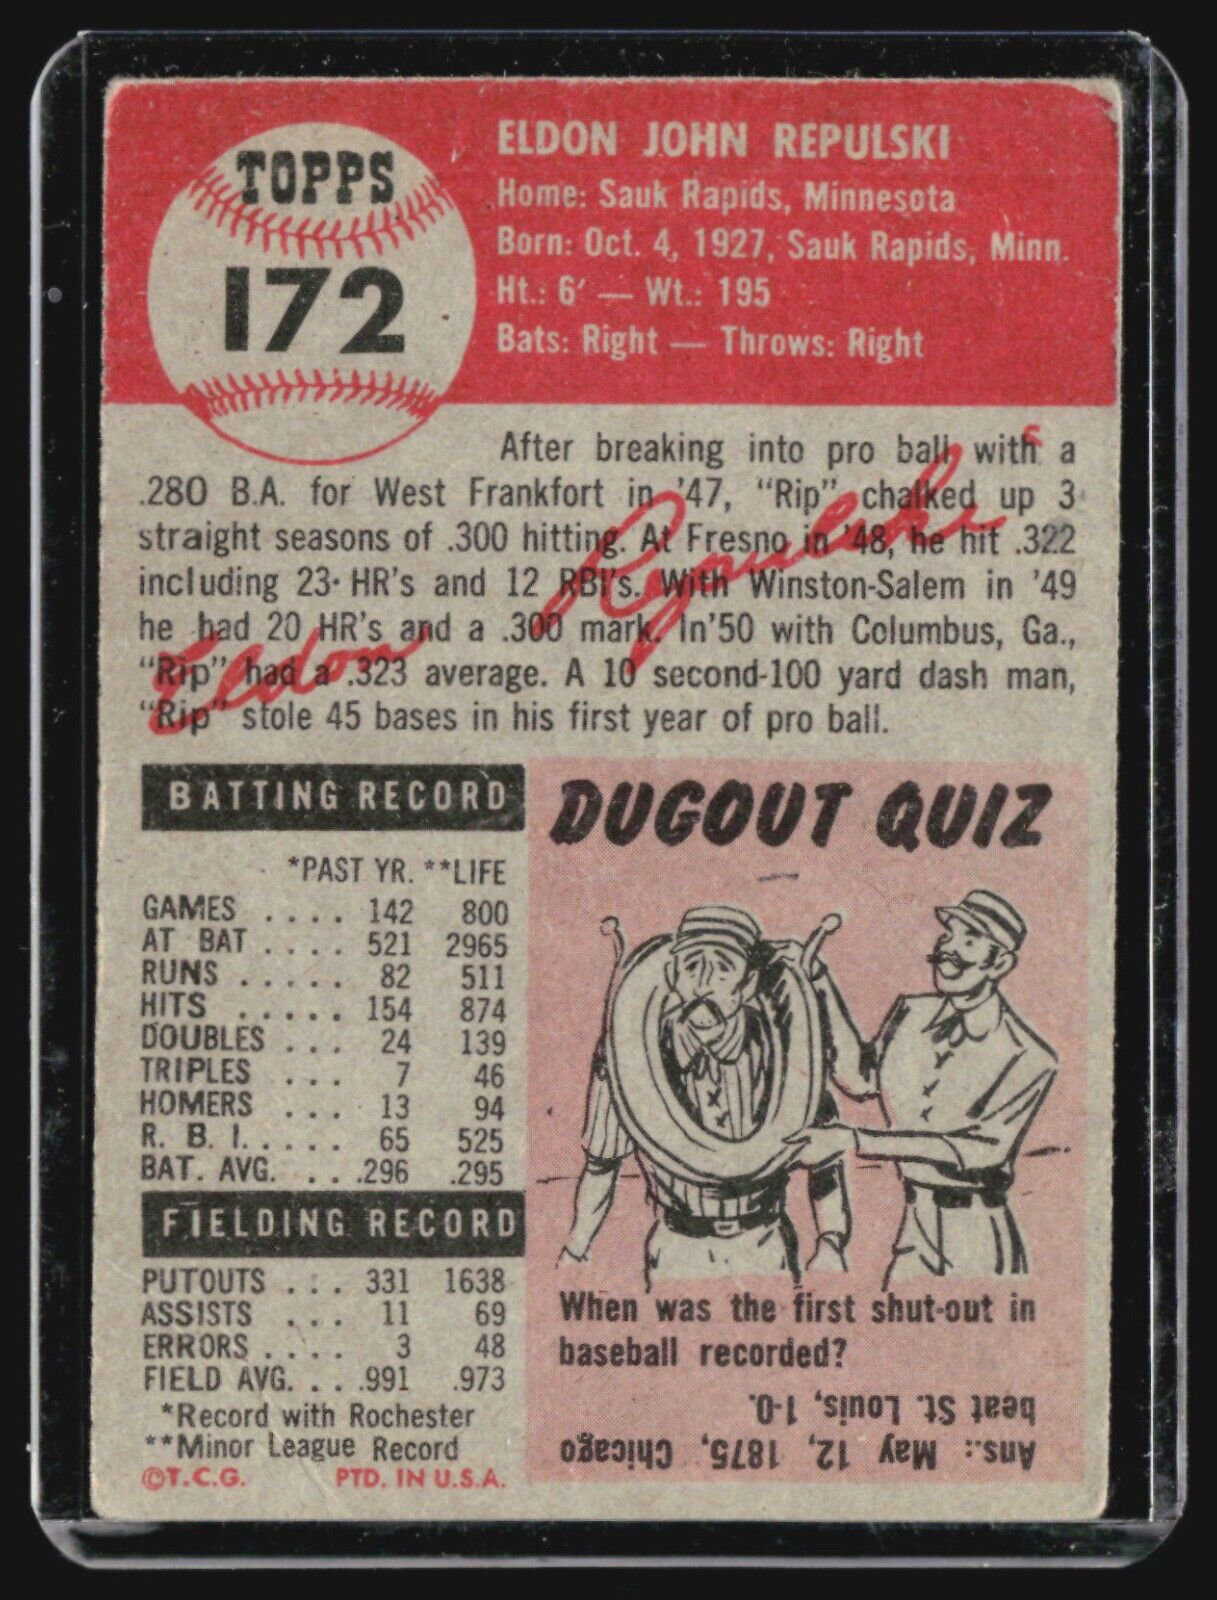 TOPPS
172
ELDON JOHN REPULSKI
Home: Sauk Rapids, Minnesota
Born: Oct. 4, 1927, Sauk Rapids, Minn.
Ht.: 6' — Wt.: 195
Bats: Right — Throws: Right
After breaking into pro ball with a
.280 B.A. for West Frankfort in '47, "Rip" chalked up 3
straight seasons of .300 hitting. At Fresno in '48, he hit .322
including 23 HR's and 12 RBI's. With Winston-Salem in '49
he had 20 HR's and a .300 mark. In '50 with Columbus, Ga.,
"Rip" had a .323 average. A 10 second-100 yard dash man,
"Rip" stole 45 bases in his first year of pro ball.
Eldon Repulski
BATTING RECORD
*PAST YR. **LIFE
GAMES .... 142 800
AT BAT .... 521 2965
RUNS ..... 82 511
HITS ..... 154 874
DOUBLES ... 24 139
TRIPLES ... 7 46
HOMERS ... 13 94
R. B. I. .... 65 525
BAT. AVG. ... .296 .295
FIELDING RECORD
PUTOUTS ... 331 1638
ASSISTS ... 11 69
ERRORS .... 3 48
FIELD AVG. .. .991 .973
*Record with Rochester
**Minor League Record
©T.C.G. PTD. IN U.S.A.
DUGOUT QUIZ
When was the first shut-out in
baseball recorded?
Ans.: May 12, 1875, Chicago
beat St. Louis, 1-0.